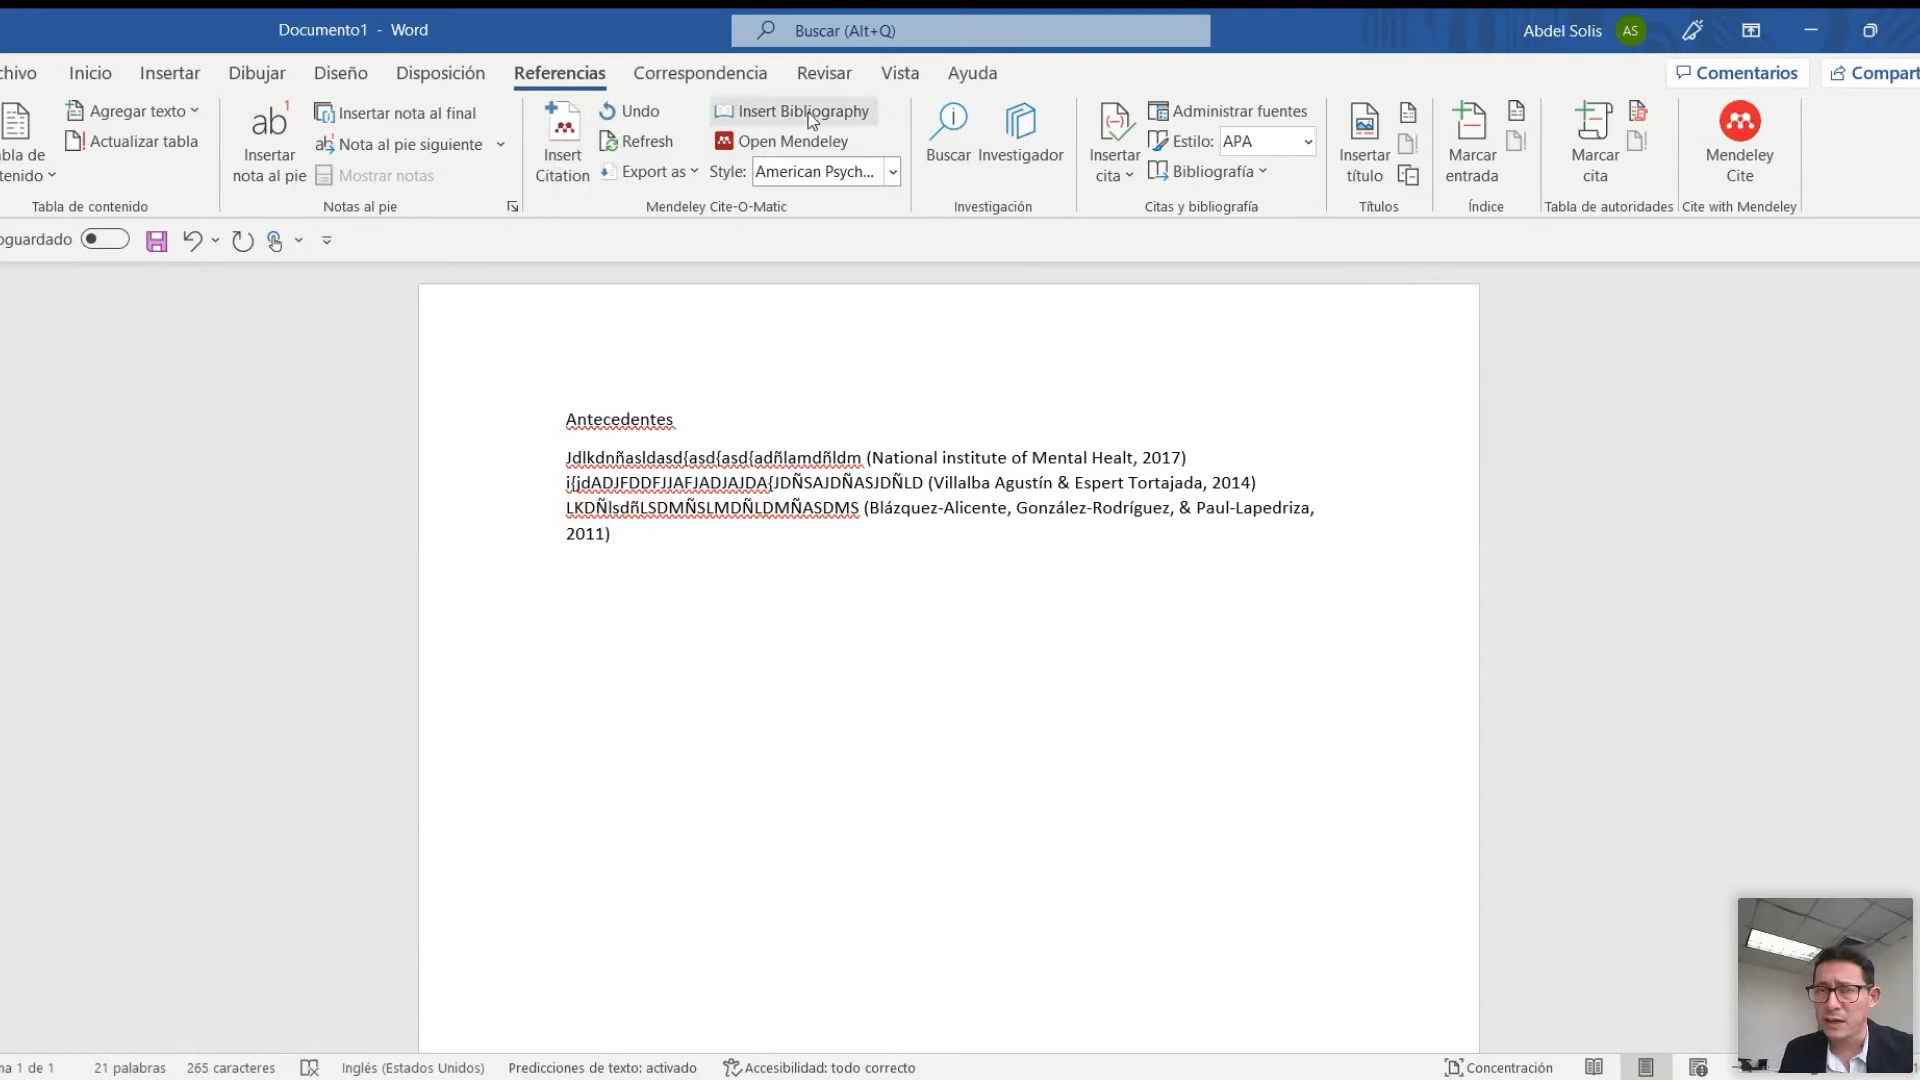 Documento1 - Word
Buscar (Alt+Q)
Abdel Solis
AS
chivo
Inicio
Insertar
Dibujar
Diseño
Disposición
Referencias
Correspondencia
Revisar
Vista
Ayuda
Comentarios
Compart
abla de
tenido
Agregar texto
Actualizar tabla
Tabla de contenido
ab
1
Insertar
nota al pie
Insertar nota al final
Nota al pie siguiente
Mostrar notas
Notas al pie
Insert
Citation
Undo
Refresh
Export as
Insert Bibliography
Open Mendeley
Style:
American Psych...
Mendeley Cite-O-Matic
Buscar
Investigador
Investigación
Insertar
cita
Administrar fuentes
Estilo:
APA
Bibliografía
Citas y bibliografía
Insertar
título
Títulos
Marcar
entrada
Índice
Marcar
cita
Tabla de autoridades
Mendeley
Cite
Cite with Mendeley
oguardado
Antecedentes
Jdlkdnñasldasd{asd{asd{adñlamdñldm (National institute of Mental Healt, 2017)
i{jdADJFDDFJJAFJADJAJDA{JDÑSAJDÑASJDÑLD (Villalba Agustín & Espert Tortajada, 2014)
LKDÑlsdñLSDMÑSLMDÑLDMÑASDMS (Blázquez-Alicente, González-Rodríguez, & Paul-Lapedriza,
2011)
na 1 de 1
21 palabras
265 caracteres
Inglés (Estados Unidos)
Predicciones de texto: activado
Accesibilidad: todo correcto
Concentración